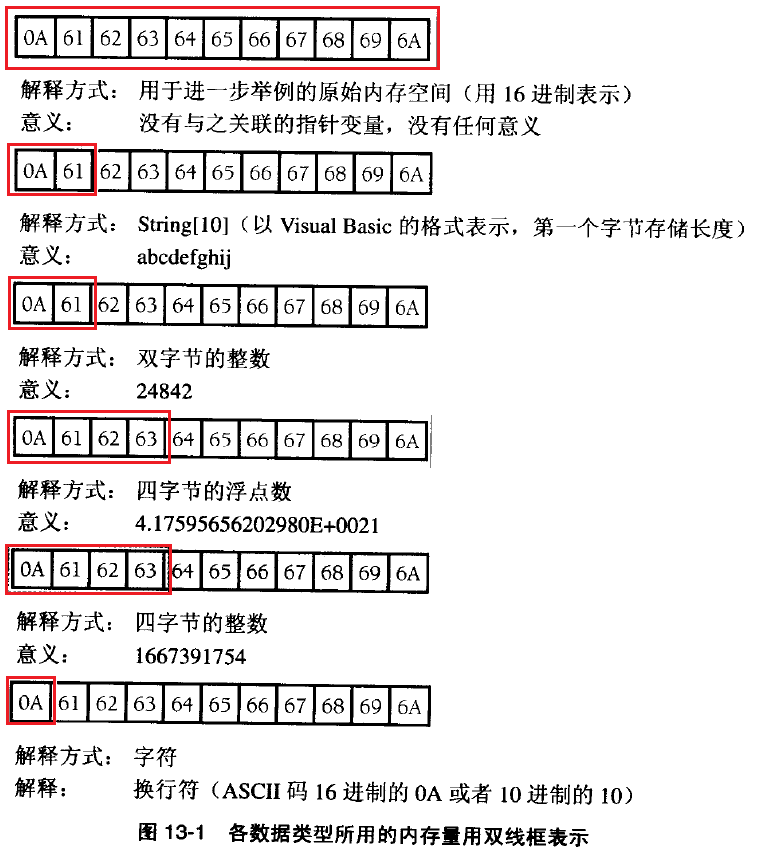 0A 61 62 63 64 65 66 67 68 69 6A
解释方式： 用于进一步举例的原始内存空间（用 16 进制表示）
意义： 没有与之关联的指针变量，没有任何意义
0A 61 62 63 64 65 66 67 68 69 6A
解释方式： String[10]（以 Visual Basic 的格式表示，第一个字节存储长度）
意义： abcdefghij
0A 61 62 63 64 65 66 67 68 69 6A
解释方式： 双字节的整数
意义： 24842
0A 61 62 63 64 65 66 67 68 69 6A
解释方式： 四字节的浮点数
意义： 4.17595656202980E+0021
0A 61 62 63 64 65 66 67 68 69 6A
解释方式： 四字节的整数
意义： 1667391754
0A 61 62 63 64 65 66 67 68 69 6A
解释方式： 字符
解释： 换行符（ASCII 码 16 进制的 0A 或者 10 进制的 10）
图 13-1 各数据类型所用的内存量用双线框表示